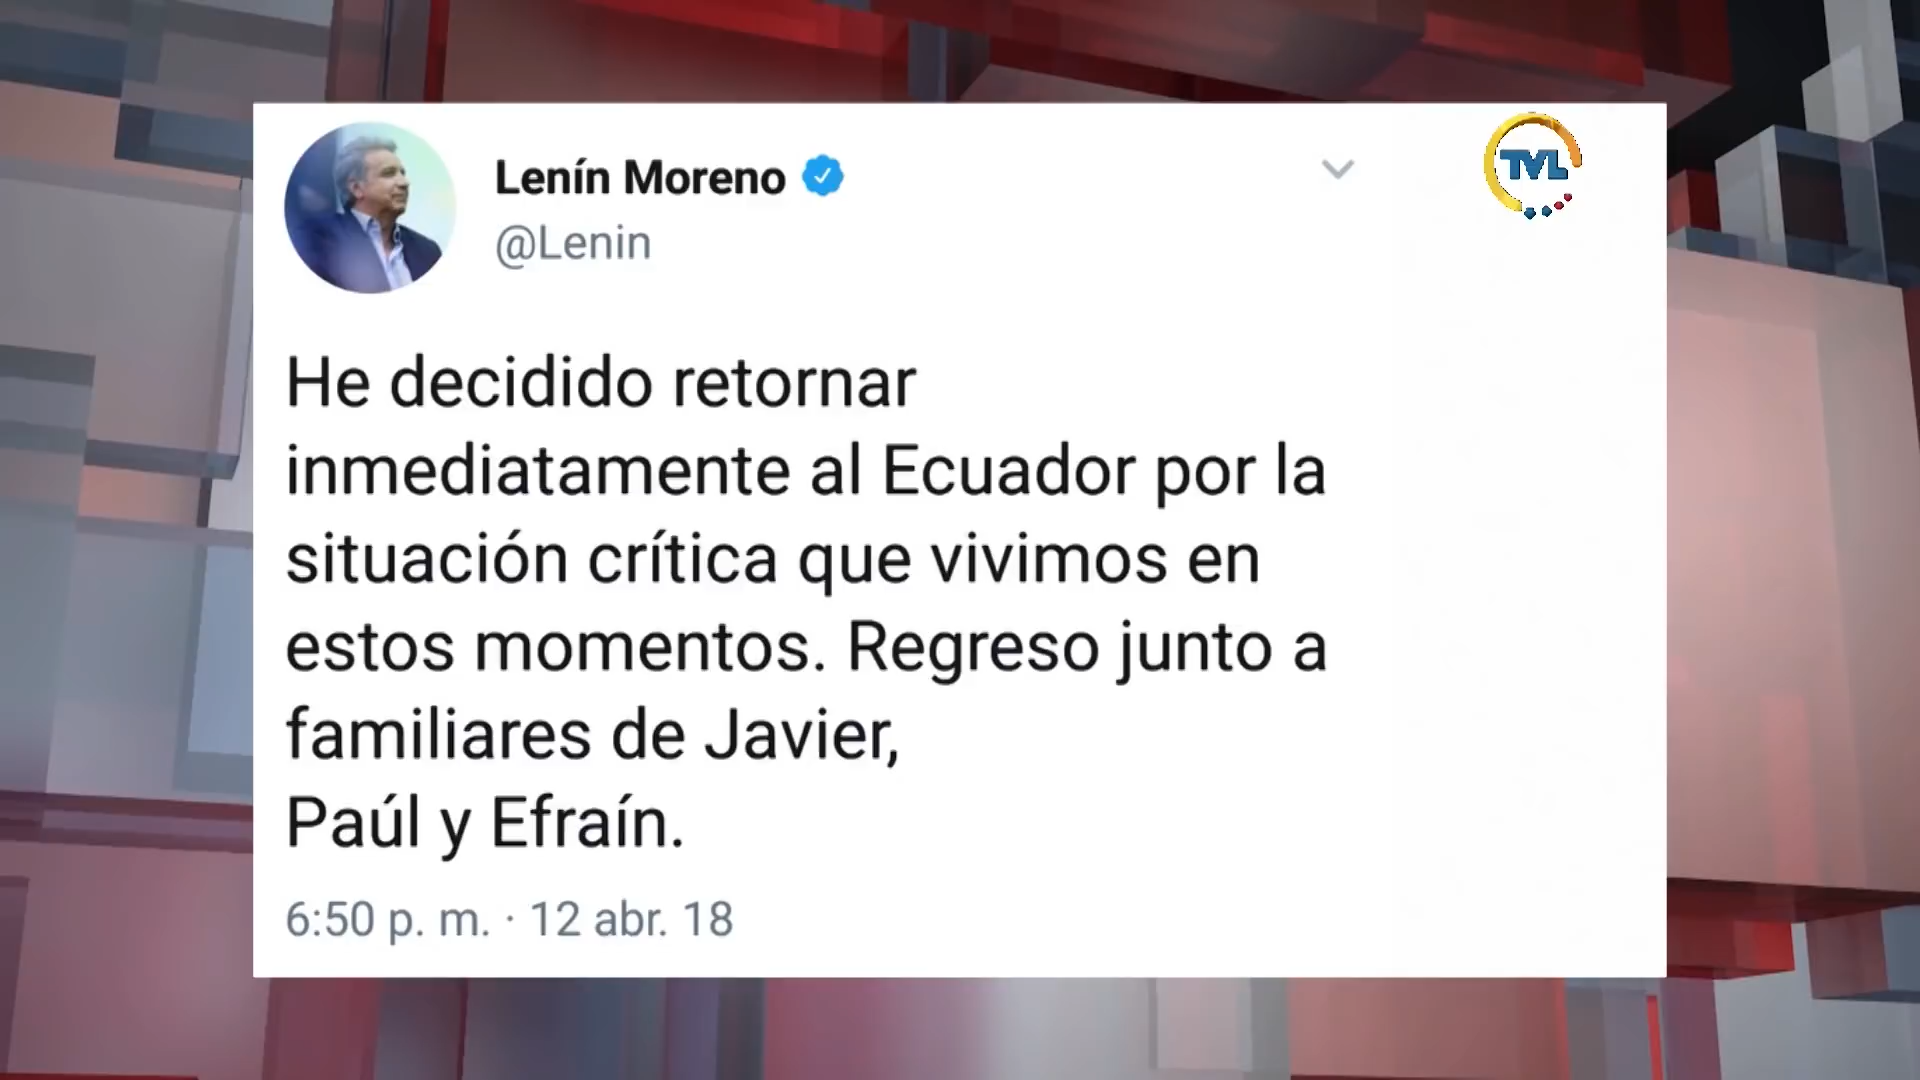 Lenín Moreno
@Lenin
TVL
He decidido retornar
inmediatamente al Ecuador por la
situación crítica que vivimos en
estos momentos. Regreso junto a
familiares de Javier,
Paúl y Efraín.
6:50 p. m. · 12 abr. 18